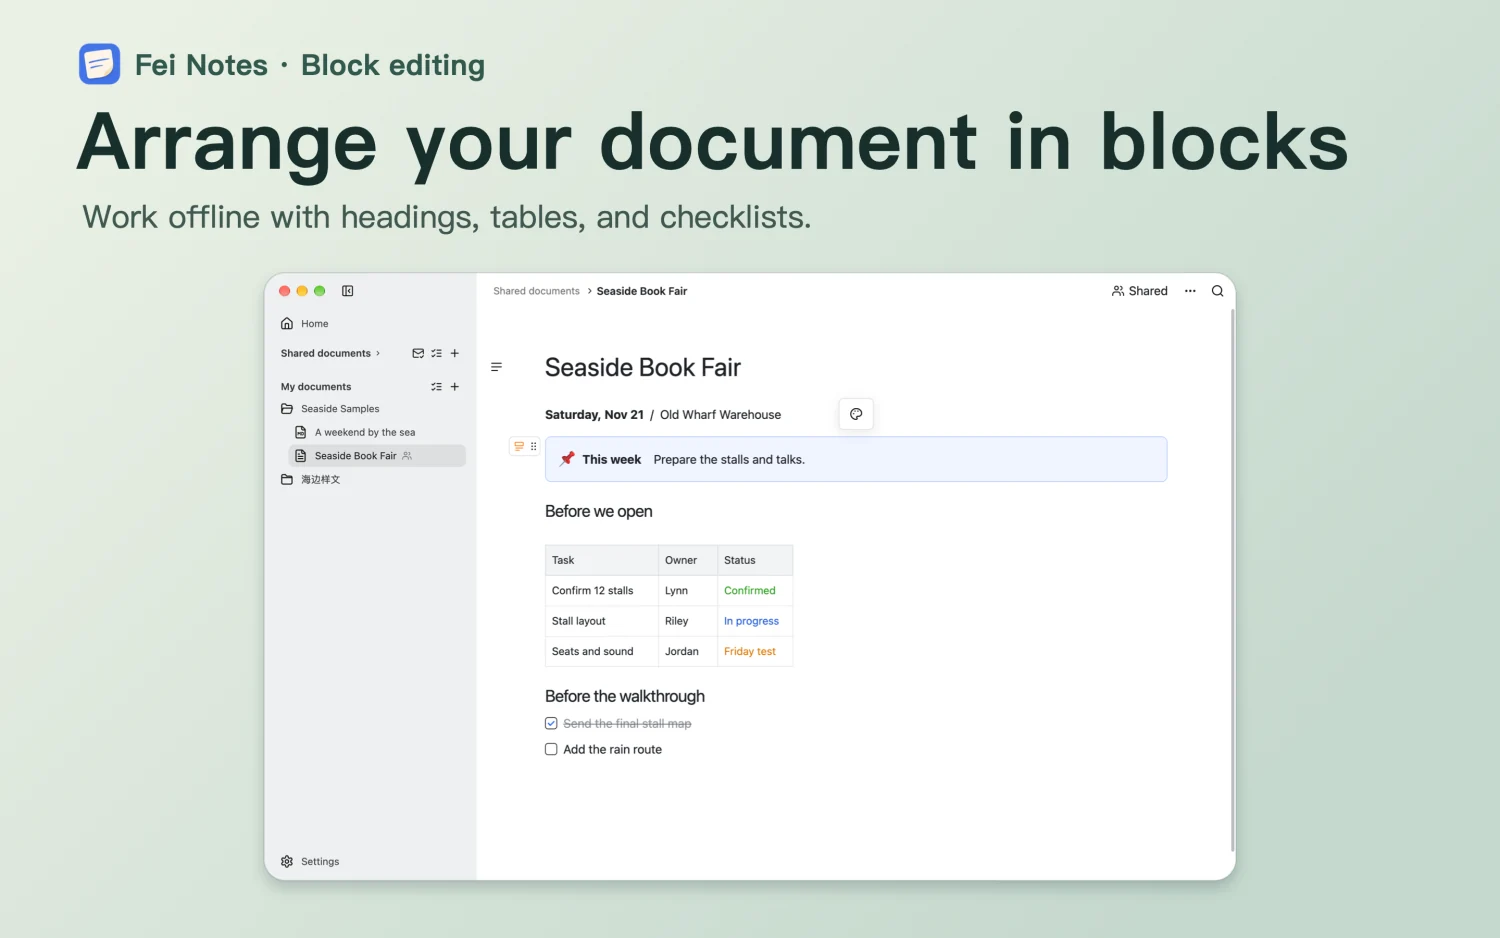 Fei Notes · Block editing
Arrange your document in blocks
Work offline with headings, tables, and checklists.
Shared documents › Seaside Book Fair
Shared
Home
Shared documents ›
My documents
Seaside Samples
A weekend by the sea
Seaside Book Fair
海边样文
Settings
Seaside Book Fair
Saturday, Nov 21 / Old Wharf Warehouse
This week Prepare the stalls and talks.
Before we open
Task Owner Status
Confirm 12 stalls Lynn Confirmed
Stall layout Riley In progress
Seats and sound Jordan Friday test
Before the walkthrough
Send the final stall map
Add the rain route